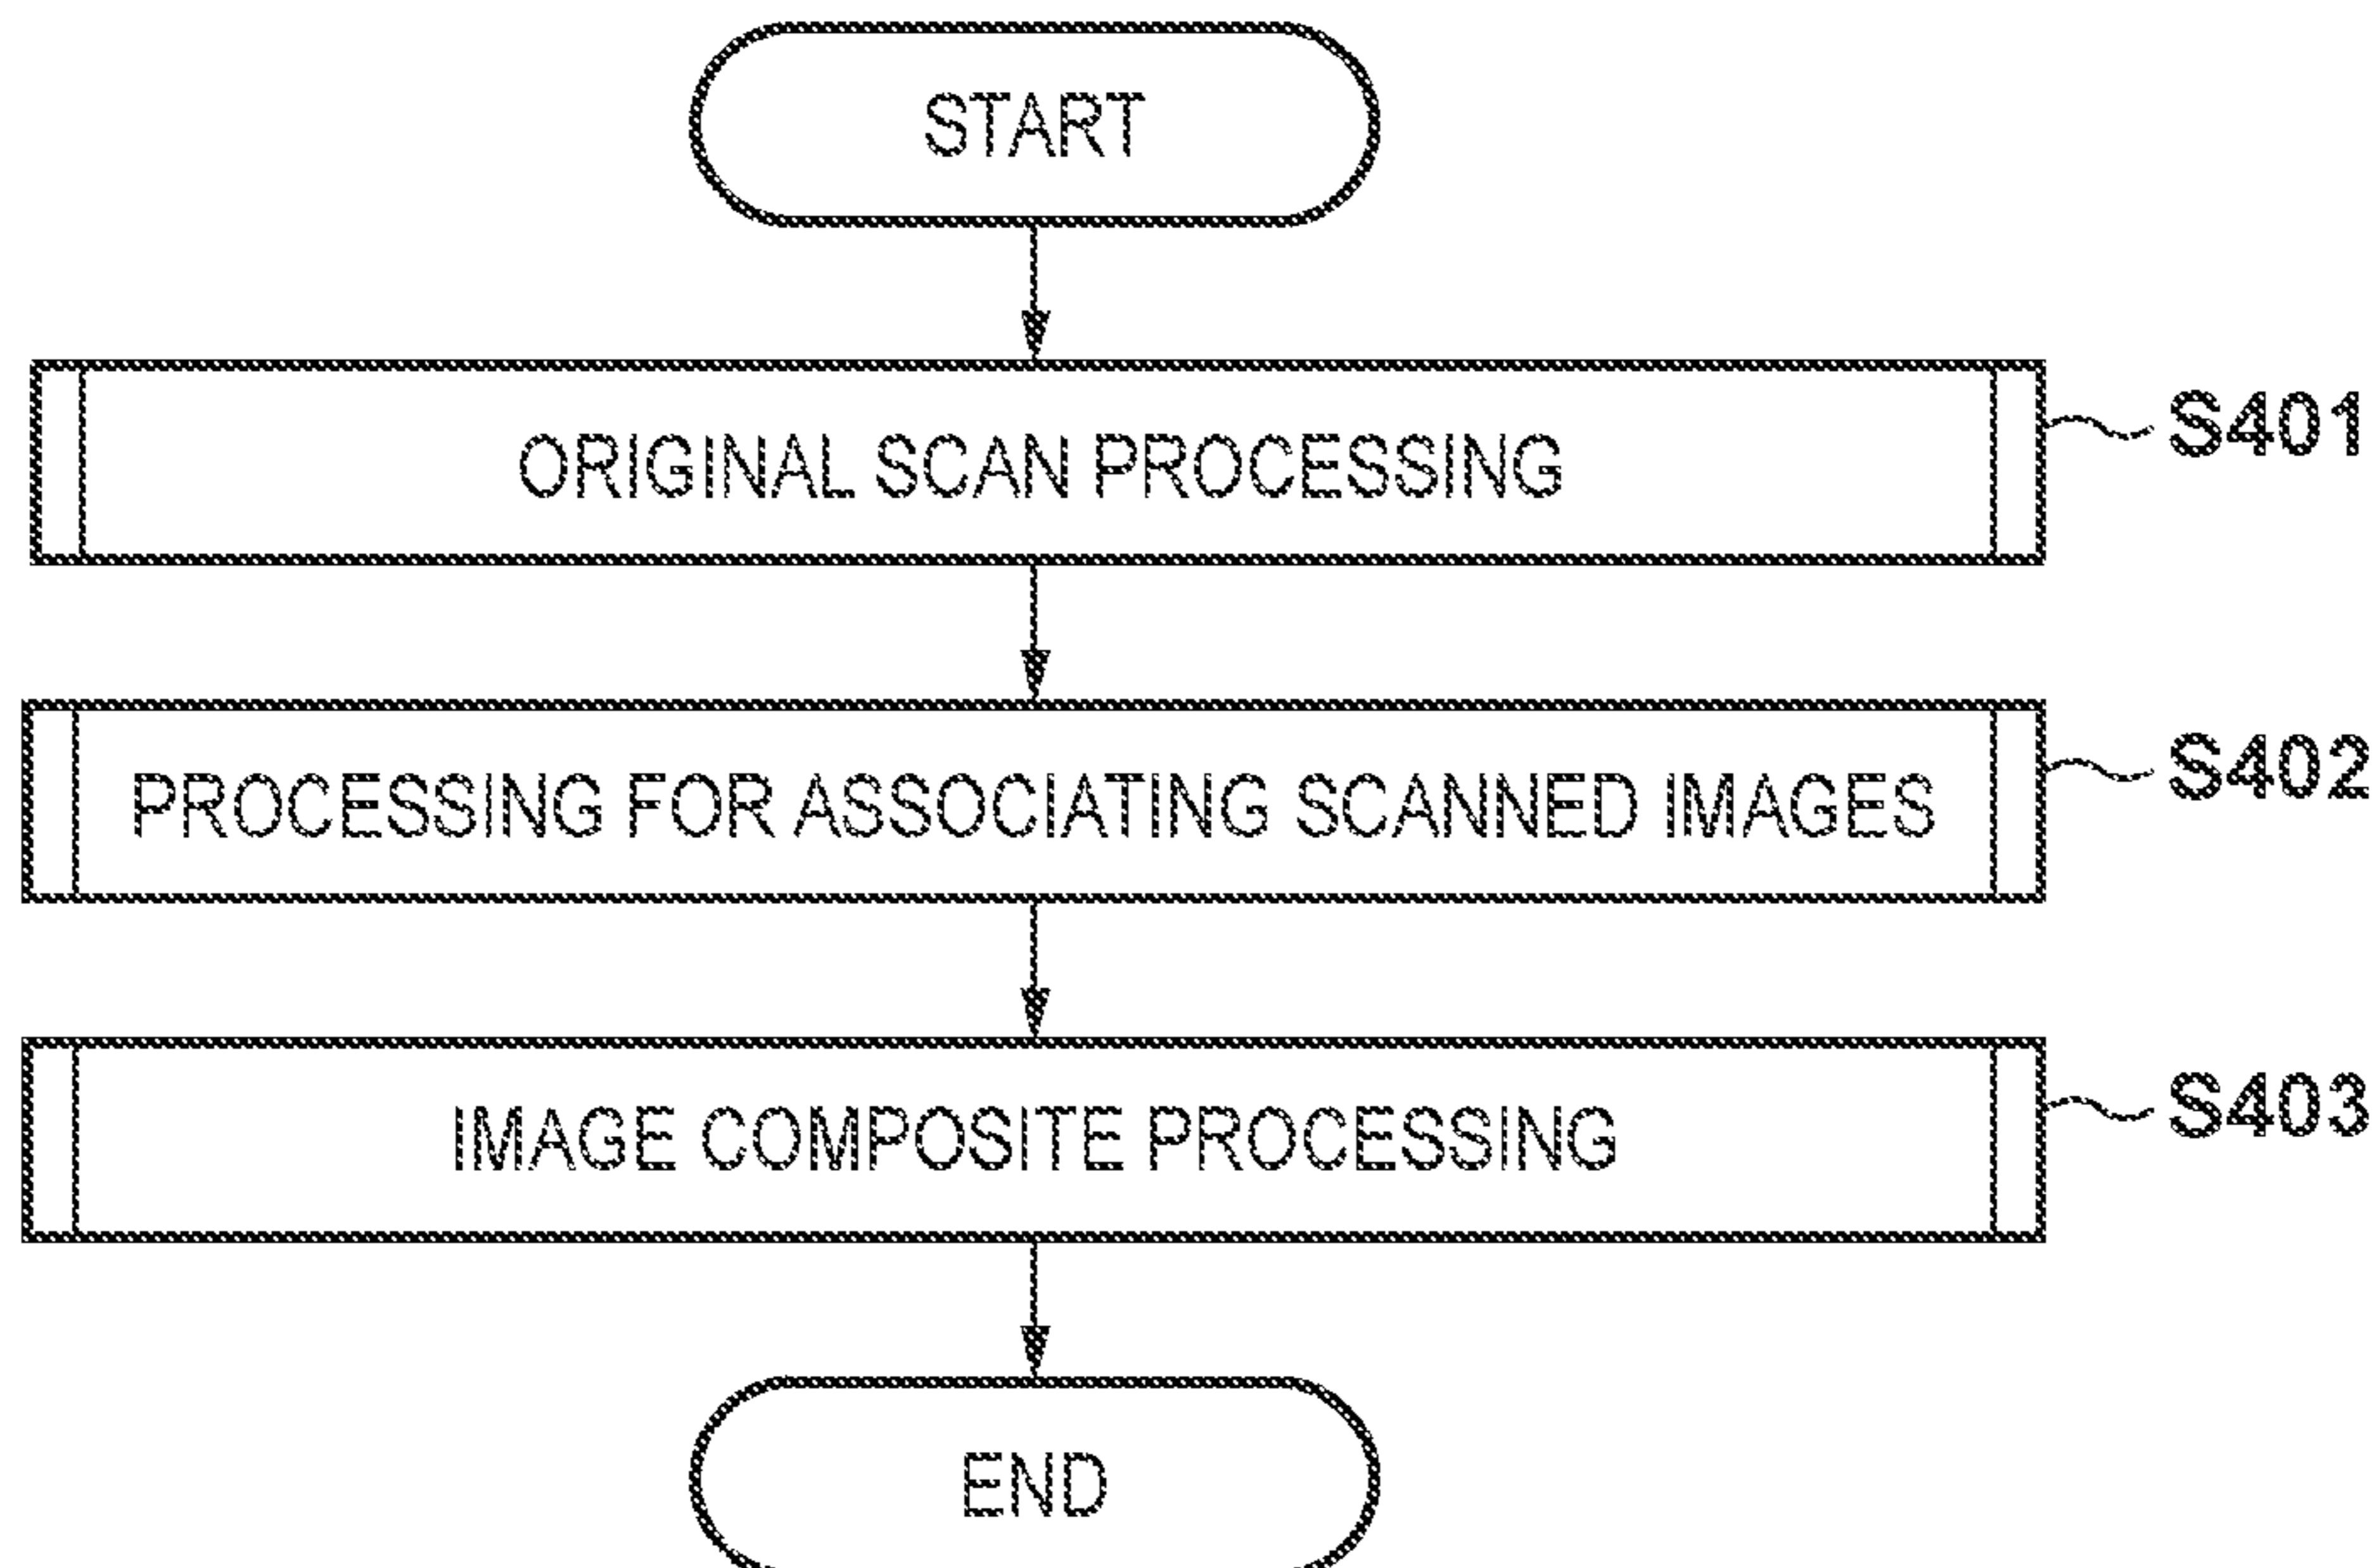 START
ORIGINAL SCAN PROCESSING
S401
PROCESSING FOR ASSOCIATING SCANNED IMAGES
S402
IMAGE COMPOSITE PROCESSING
S403
END